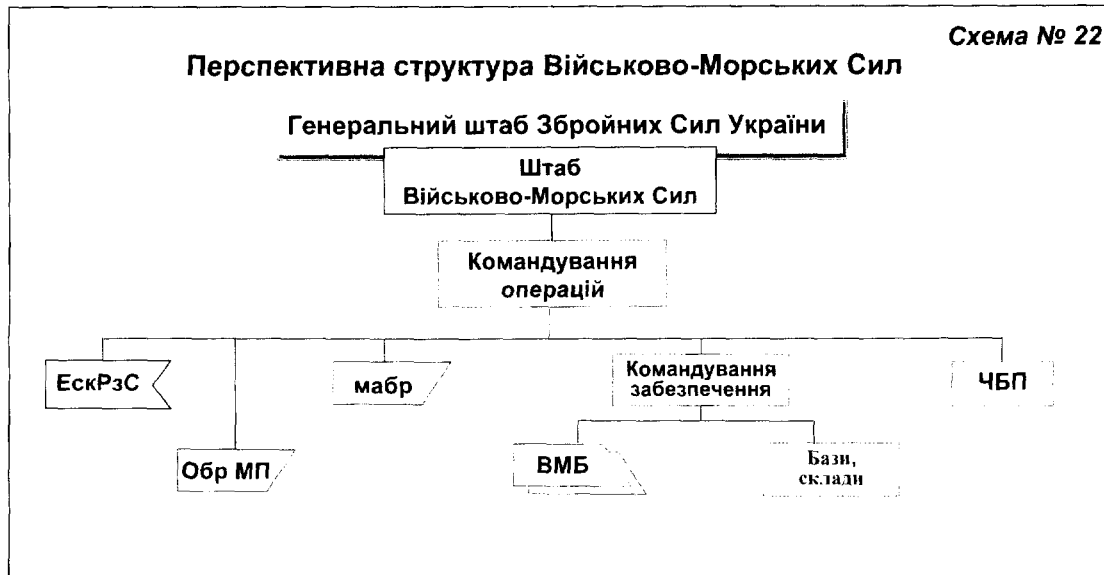 Схема № 22
Перспективна структура Військово-Морських Сил
Генеральний штаб Збройних Сил України
Штаб
Військово-Морських Сил
Командування
операцій
ЕскРзС
мабр
Командування
забезпечення
ЧБП
Обр МП
ВМБ
Бази,
склади